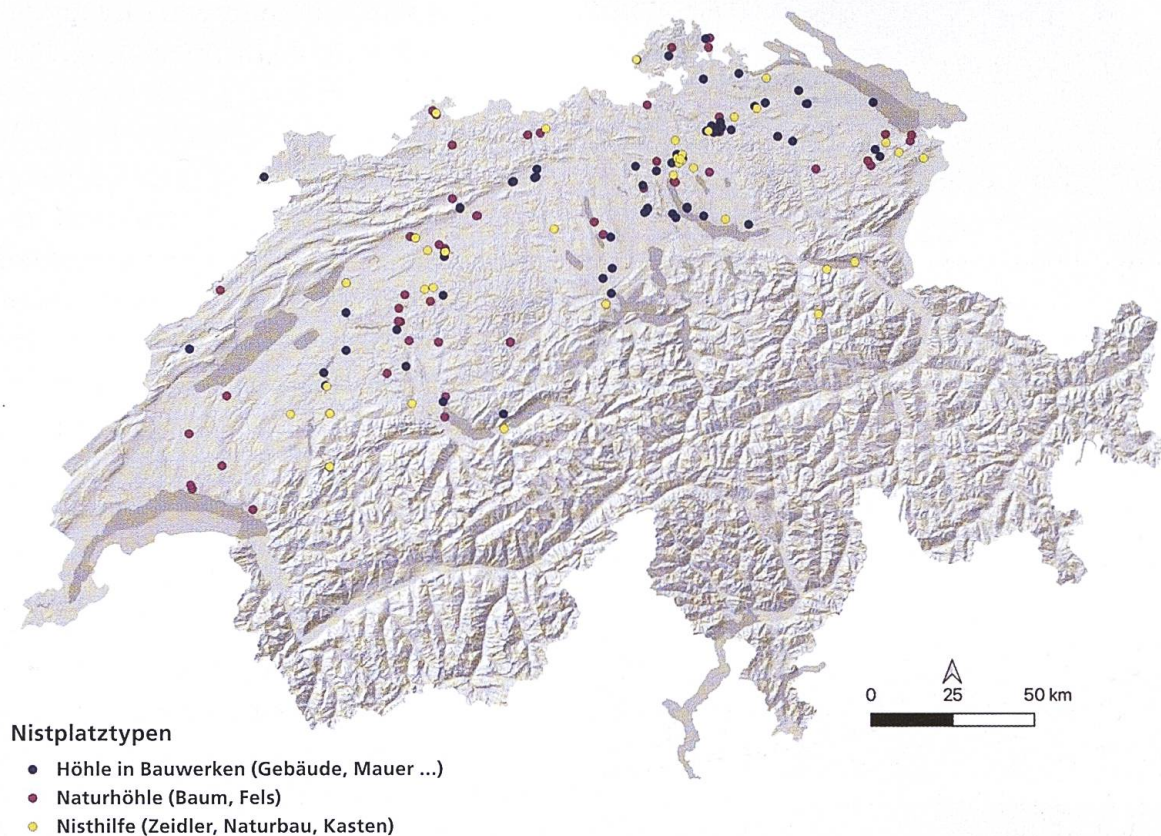 0 25 50 km
Nistplatztypen
Höhle in Bauwerken (Gebäude, Mauer ...)
Naturhöhle (Baum, Fels)
Nisthilfe (Zeidler, Naturbau, Kasten)